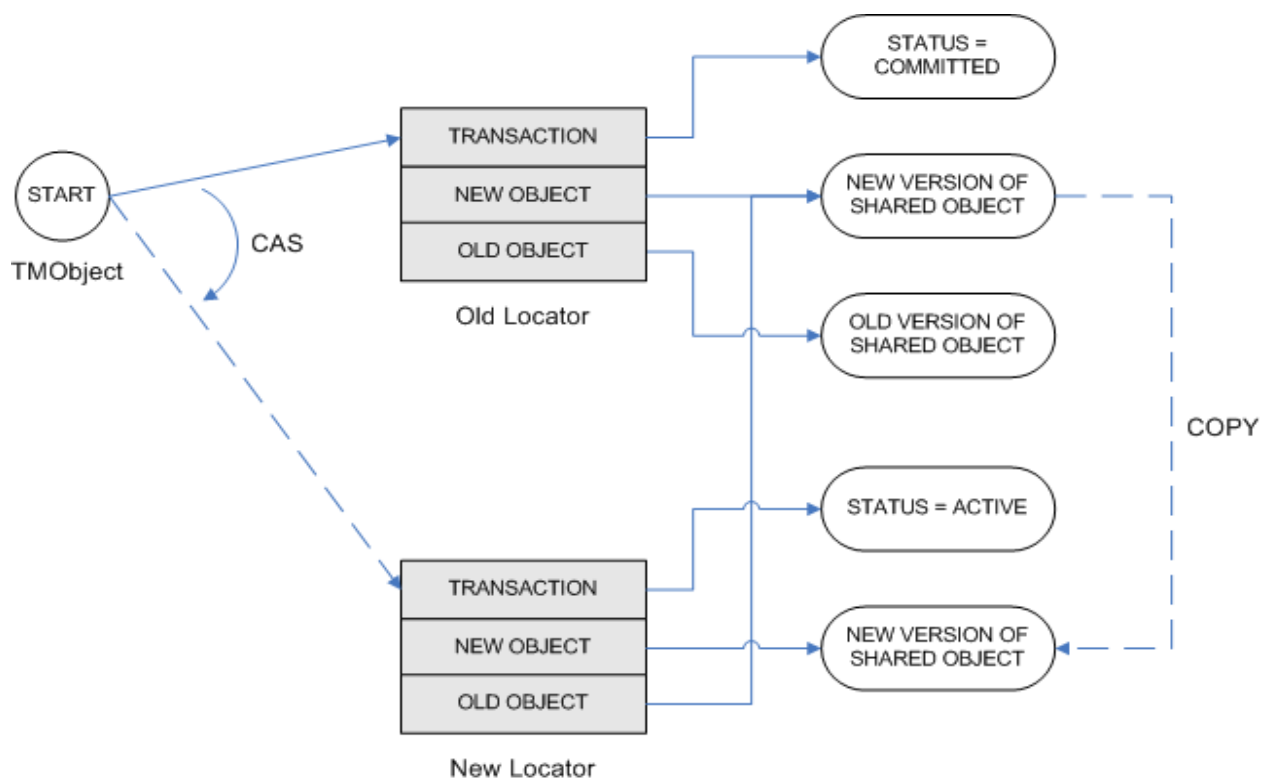 STATUS =
COMMITTED
TRANSACTION
NEW OBJECT
OLD OBJECT
Old Locator
START
TMObject
CAS
NEW VERSION OF
SHARED OBJECT
OLD VERSION OF
SHARED OBJECT
COPY
STATUS = ACTIVE
TRANSACTION
NEW OBJECT
OLD OBJECT
New Locator
NEW VERSION OF
SHARED OBJECT